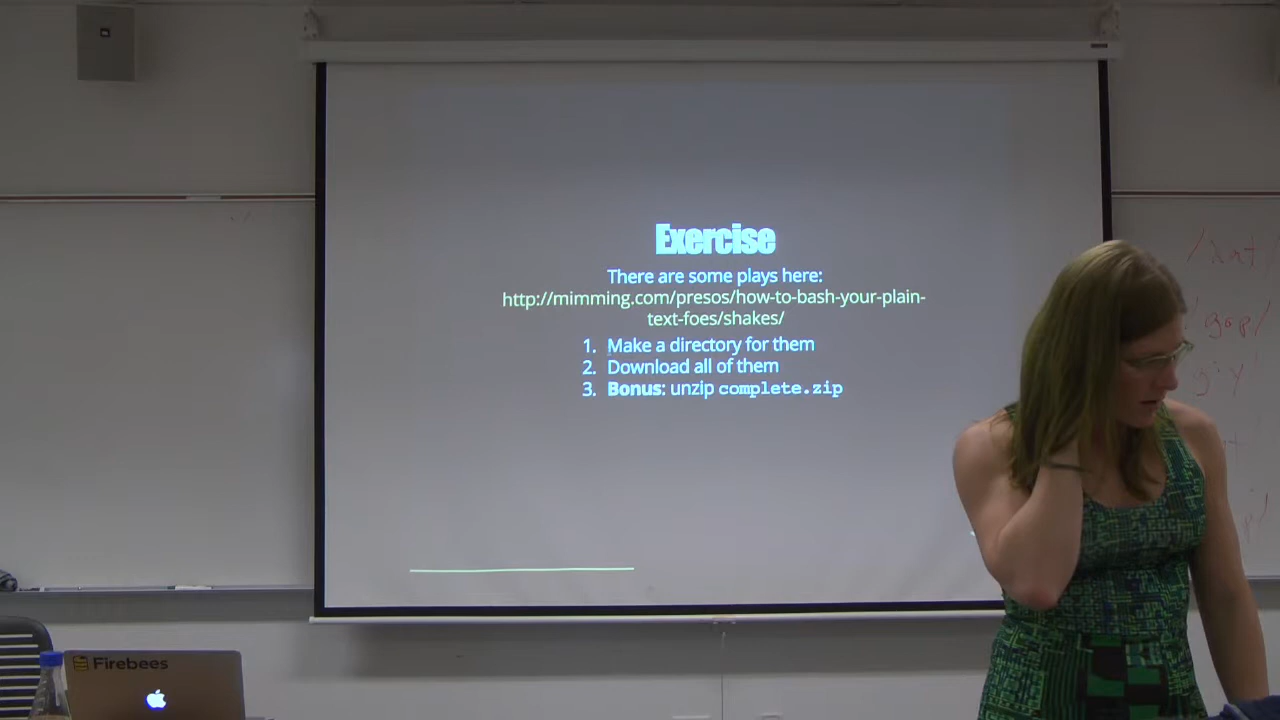 Exercise
There are some plays here:
http://mimming.com/presos/how-to-bash-your-plain-
text-foes/shakes/
1. Make a directory for them
2. Download all of them
3. Bonus: unzip complete.zip
Firebees